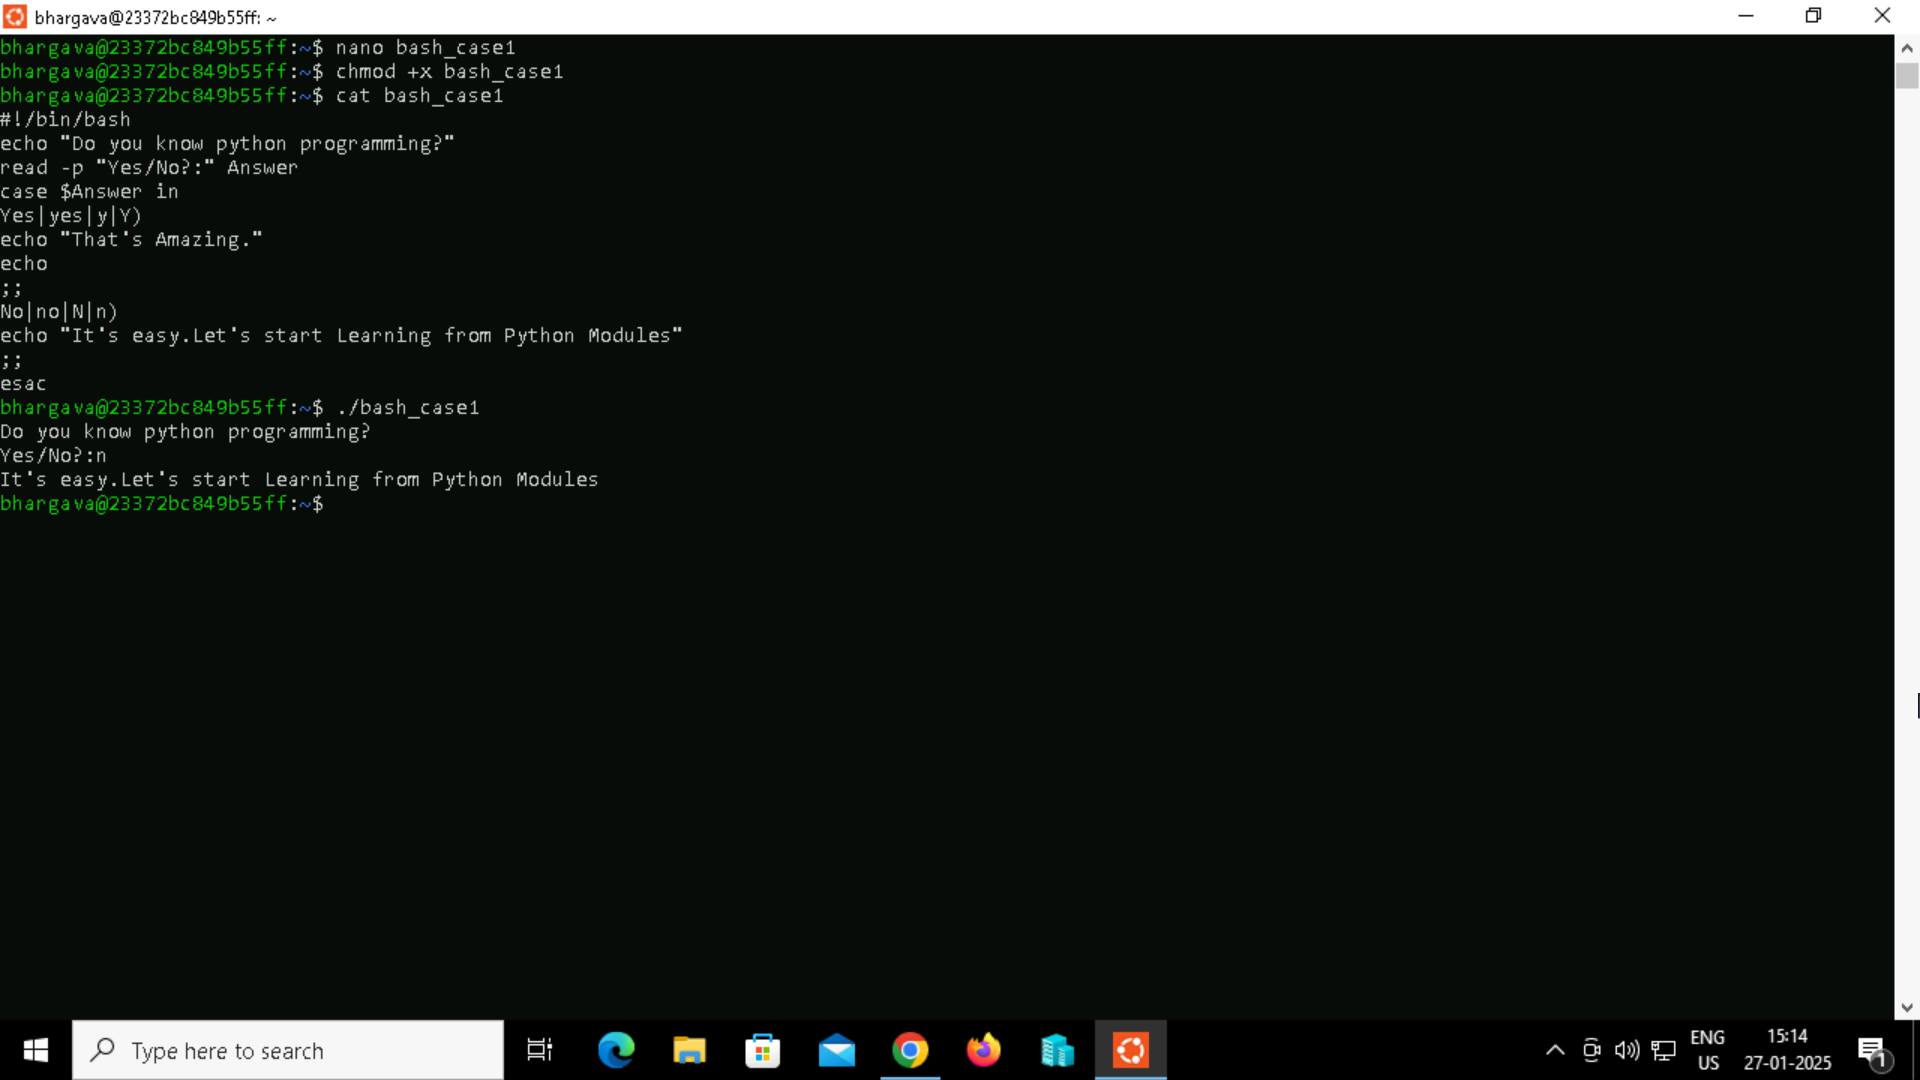 bhargava@23372bc849b55ff: ~
bhargava@23372bc849b55ff:~$ nano bash_case1
bhargava@23372bc849b55ff:~$ chmod +x bash_case1
bhargava@23372bc849b55ff:~$ cat bash_case1
#!/bin/bash
echo "Do you know python programming?"
read -p "Yes/No?:" Answer
case $Answer in
Yes|yes|y|Y)
echo "That's Amazing."
echo
;;
No|no|N|n)
echo "It's easy.Let's start Learning from Python Modules"
;;
esac
bhargava@23372bc849b55ff:~$ ./bash_case1
Do you know python programming?
Yes/No?:n
It's easy.Let's start Learning from Python Modules
bhargava@23372bc849b55ff:~$
Type here to search
ENG
US
15:14
27-01-2025
1